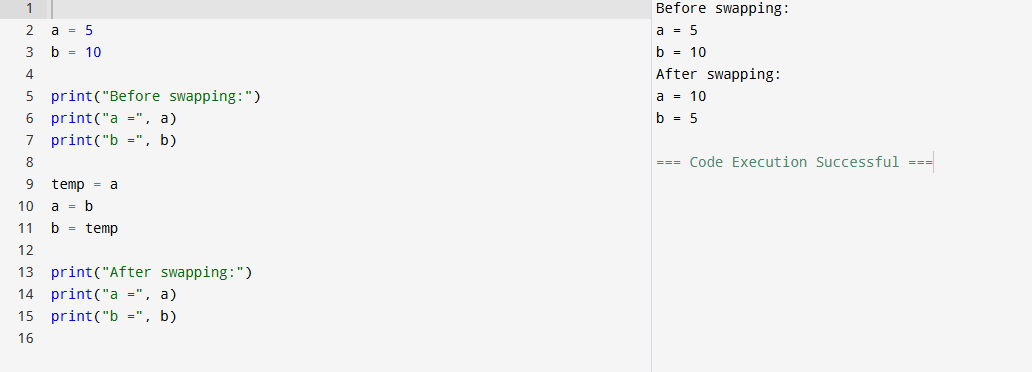 1
2 a = 5
3 b = 10
4
5 print("Before swapping:")
6 print("a =", a)
7 print("b =", b)
8
9 temp = a
10 a = b
11 b = temp
12
13 print("After swapping:")
14 print("a =", a)
15 print("b =", b)
16
Before swapping:
a = 5
b = 10
After swapping:
a = 10
b = 5
=== Code Execution Successful ===